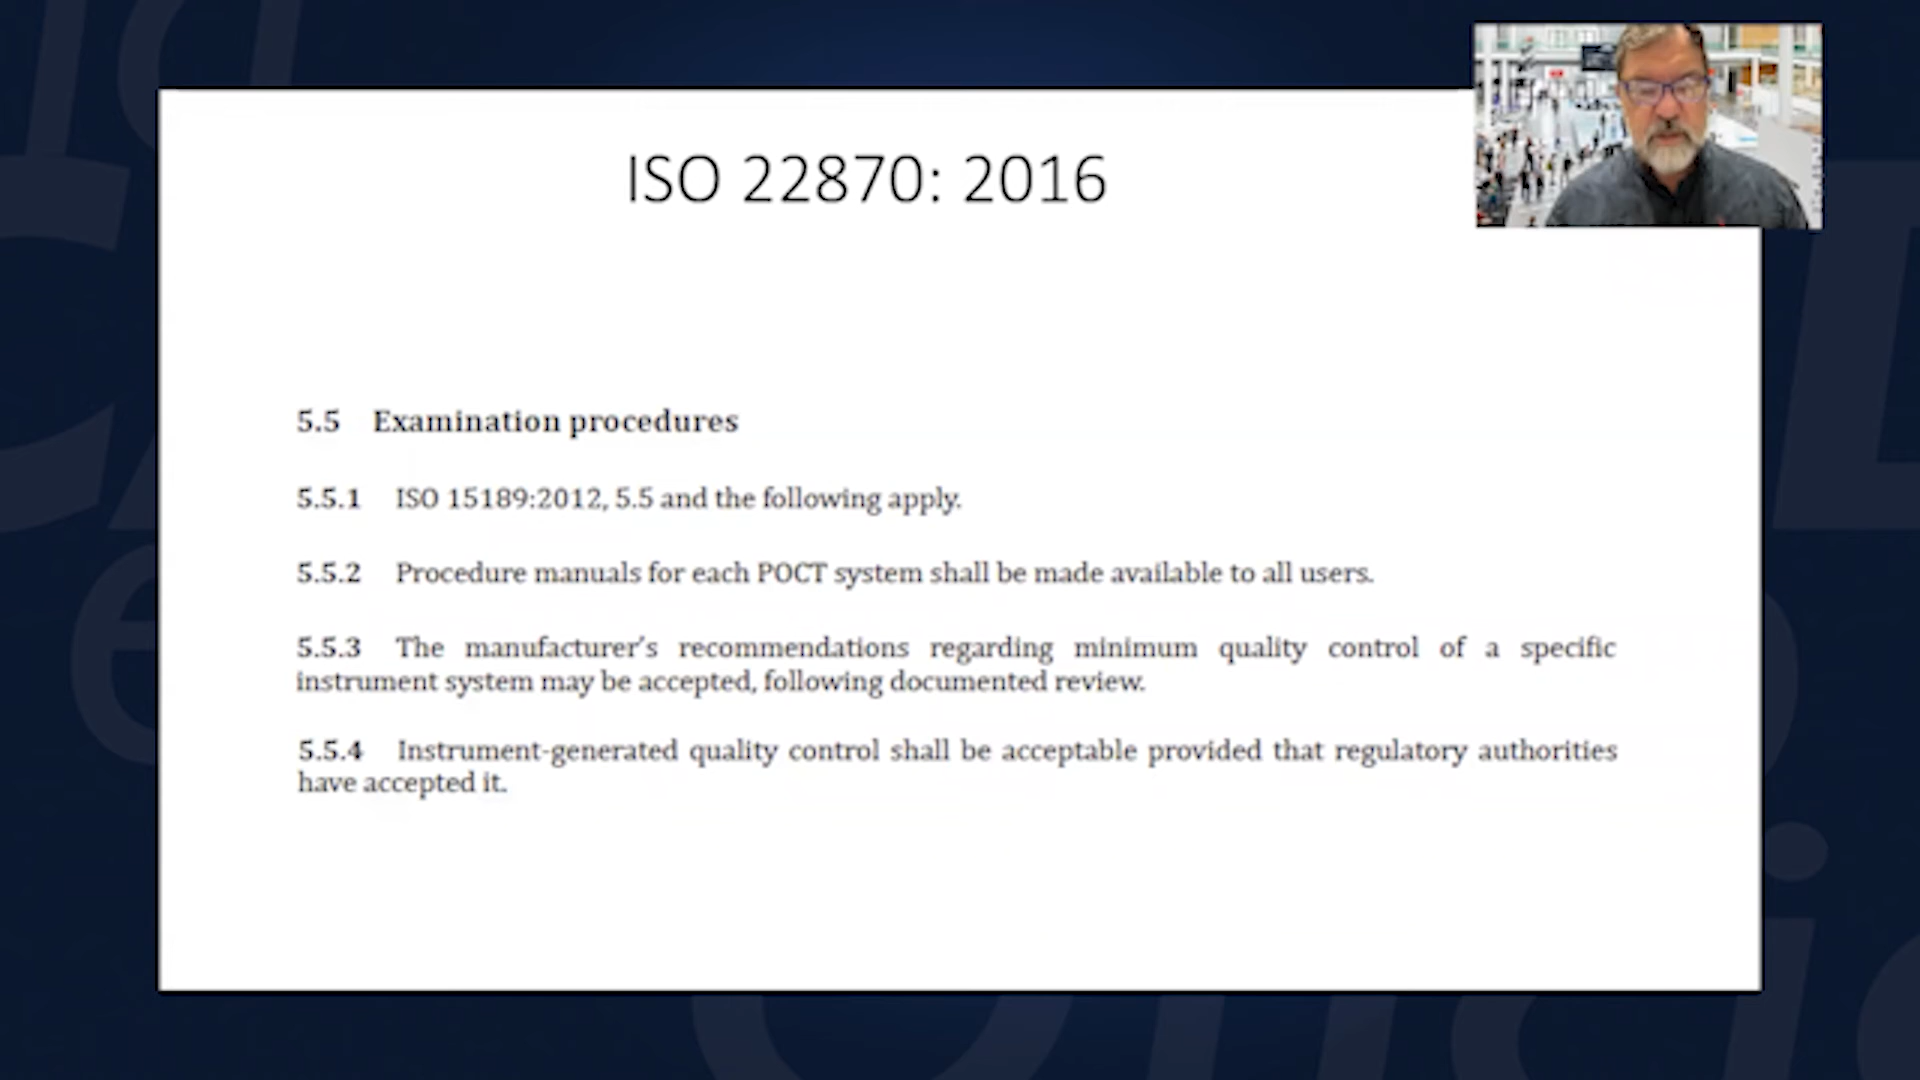 ISO 22870: 2016
5.5 Examination procedures
5.5.1 ISO 15189:2012, 5.5 and the following apply.
5.5.2 Procedure manuals for each POCT system shall be made available to all users.
5.5.3 The manufacturer's recommendations regarding minimum quality control of a specific
instrument system may be accepted, following documented review.
5.5.4 Instrument-generated quality control shall be acceptable provided that regulatory authorities
have accepted it.